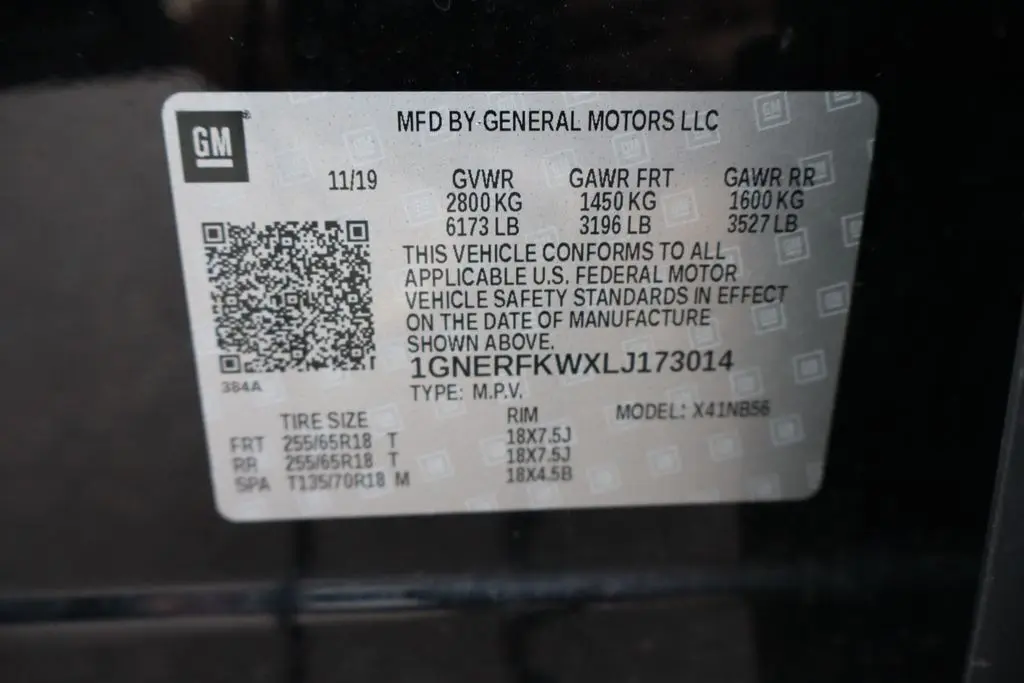 GM
MFD BY GENERAL MOTORS LLC
11/19 GVWR GAWR FRT GAWR RR
2800 KG 1450 KG 1600 KG
6173 LB 3196 LB 3527 LB
THIS VEHICLE CONFORMS TO ALL
APPLICABLE U.S. FEDERAL MOTOR
VEHICLE SAFETY STANDARDS IN EFFECT
ON THE DATE OF MANUFACTURE
SHOWN ABOVE.
1GNERFKWXLJ173014
384A
TYPE: M.P.V.
TIRE SIZE RIM MODEL: X41NB56
FRT 255/65R18 T 18X7.5J
RR 255/65R18 T 18X7.5J
SPA T135/70R18 M 18X4.5B